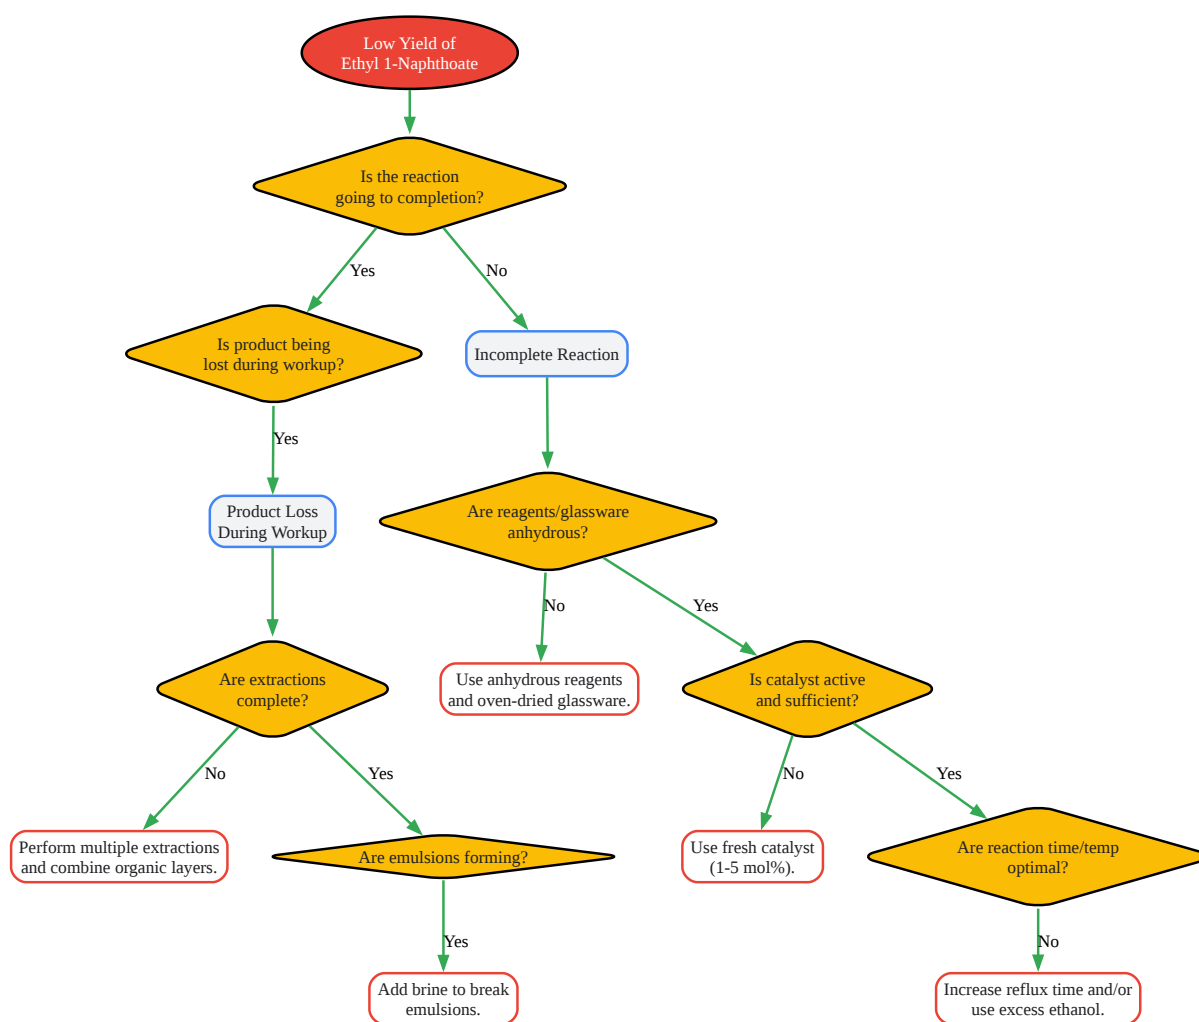 Low Yield of
Ethyl 1-Naphthoate
Is the reaction
going to completion?
Yes
No
Is product being
lost during workup?
Incomplete Reaction
Yes
Product Loss
During Workup
Are reagents/glassware
anhydrous?
No
Yes
Are extractions
complete?
Use anhydrous reagents
and oven-dried glassware.
Is catalyst active
and sufficient?
No
Yes
No
Yes
Perform multiple extractions
and combine organic layers.
Are emulsions forming?
Use fresh catalyst
(1-5 mol%).
Are reaction time/temp
optimal?
Yes
No
Add brine to break
emulsions.
Increase reflux time and/or
use excess ethanol.